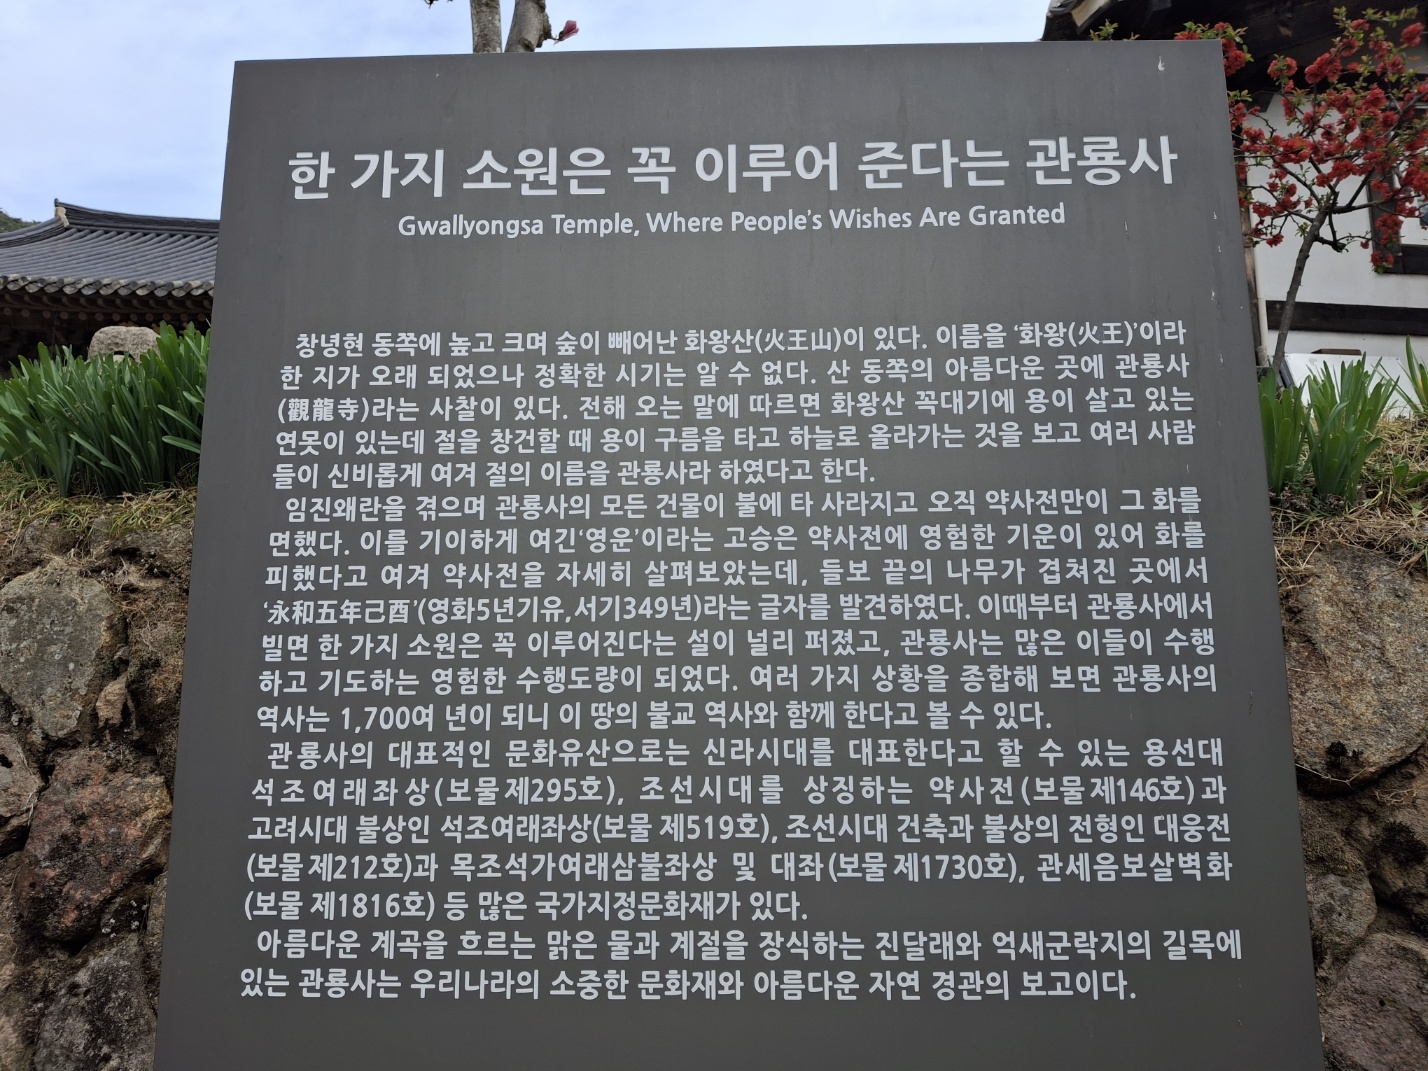 한 가지 소원은 꼭 이루어 준다는 관룡사
Gwallyongsa Temple, Where People's Wishes Are Granted
창녕현 동쪽에 높고 크며 숲이 빼어난 화왕산(火王山)이 있다. 이름을 '화왕(火王)'이라
한 지가 오래 되었으나 정확한 시기는 알 수 없다. 산 동쪽의 아름다운 곳에 관룡사
(觀龍寺)라는 사찰이 있다. 전해 오는 말에 따르면 화왕산 꼭대기에 용이 살고 있는
연못이 있는데 절을 창건할 때 용이 구름을 타고 하늘로 올라가는 것을 보고 여러 사람
들이 신비롭게 여겨 절의 이름을 관룡사라 하였다고 한다.
임진왜란을 겪으며 관룡사의 모든 건물이 불에 타 사라지고 오직 약사전만이 그 화를
면했다. 이를 기이하게 여긴'영운'이라는 고승은 약사전에 영험한 기운이 있어 화를
피했다고 여겨 약사전을 자세히 살펴보았는데, 들보 끝의 나무가 겹쳐진 곳에서
'永和五年己酉'(영화5년기유,서기349년)라는 글자를 발견하였다. 이때부터 관룡사에서
빌면 한 가지 소원은 꼭 이루어진다는 설이 널리 퍼졌고, 관룡사는 많은 이들이 수행
하고 기도하는 영험한 수행도량이 되었다. 여러 가지 상황을 종합해 보면 관룡사의
역사는 1,700여 년이 되니 이 땅의 불교 역사와 함께 한다고 볼 수 있다.
관룡사의 대표적인 문화유산으로는 신라시대를 대표한다고 할 수 있는 용선대
석조여래좌상(보물 제295호), 조선시대를 상징하는 약사전(보물 제146호)과
고려시대 불상인 석조여래좌상(보물 제519호), 조선시대 건축과 불상의 전형인 대웅전
(보물 제212호)과 목조석가여래삼불좌상 및 대좌(보물 제1730호), 관세음보살벽화
(보물 제1816호) 등 많은 국가지정문화재가 있다.
아름다운 계곡을 흐르는 맑은 물과 계절을 장식하는 진달래와 억새군락지의 길목에
있는 관룡사는 우리나라의 소중한 문화재와 아름다운 자연 경관의 보고이다.